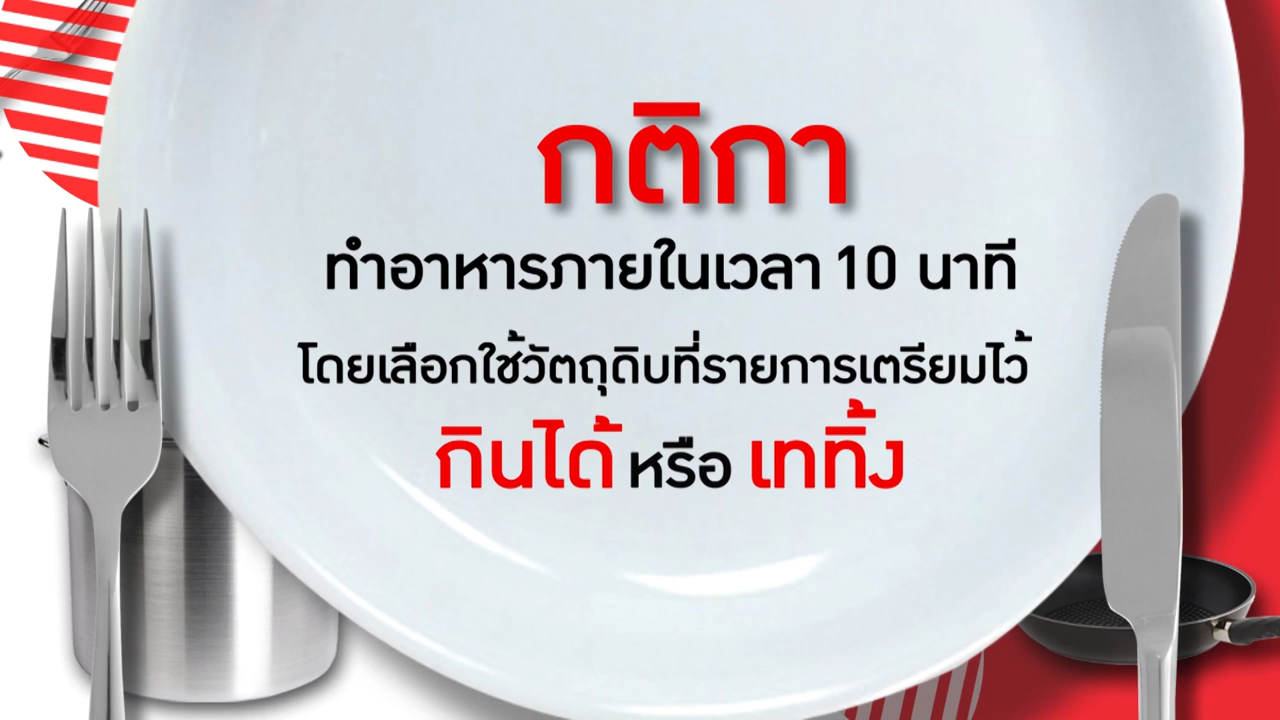 กติกา
ทำอาหารภายในเวลา 10 นาที
โดยเลือกใช้วัตถุดิบที่รายการเตรียมไว้
กินได้ หรือ เททิ้ง